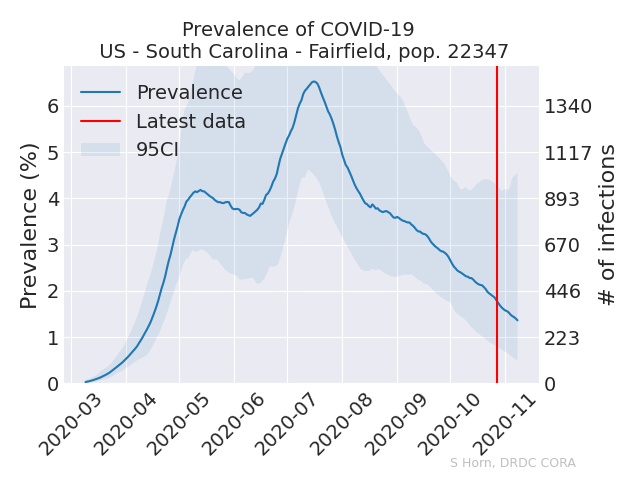 Prevalence of COVID-19
US - South Carolina - Fairfield, pop. 22347
Prevalence
Latest data
95CI
Prevalence (%)
6
5
4
3
2
1
0
1340
1117
893
670
446
223
0
# of infections
2020-03
2020-04
2020-05
2020-06
2020-07
2020-08
2020-09
2020-10
2020-11
S Horn, DRDC CORA